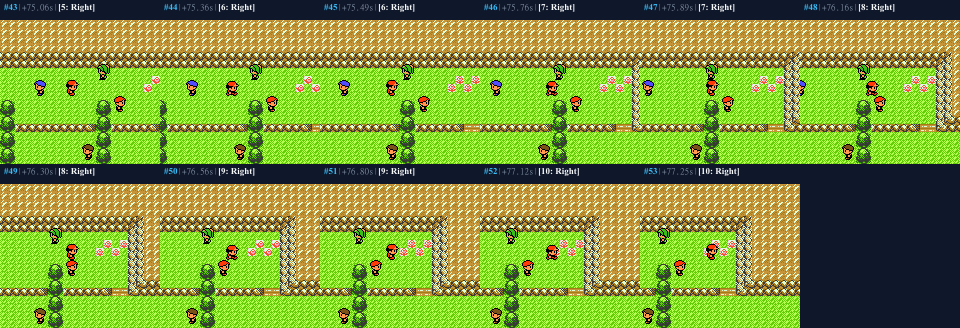 #43|+75.06s|[5: Right]
#44|+75.36s|[6: Right]
#45|+75.49s|[6: Right]
#46|+75.76s|[7: Right]
#47|+75.89s|[7: Right]
#48|+76.16s|[8: Right]
#49|+76.30s|[8: Right]
#50|+76.56s|[9: Right]
#51|+76.80s|[9: Right]
#52|+77.12s|[10: Right]
#53|+77.25s|[10: Right]